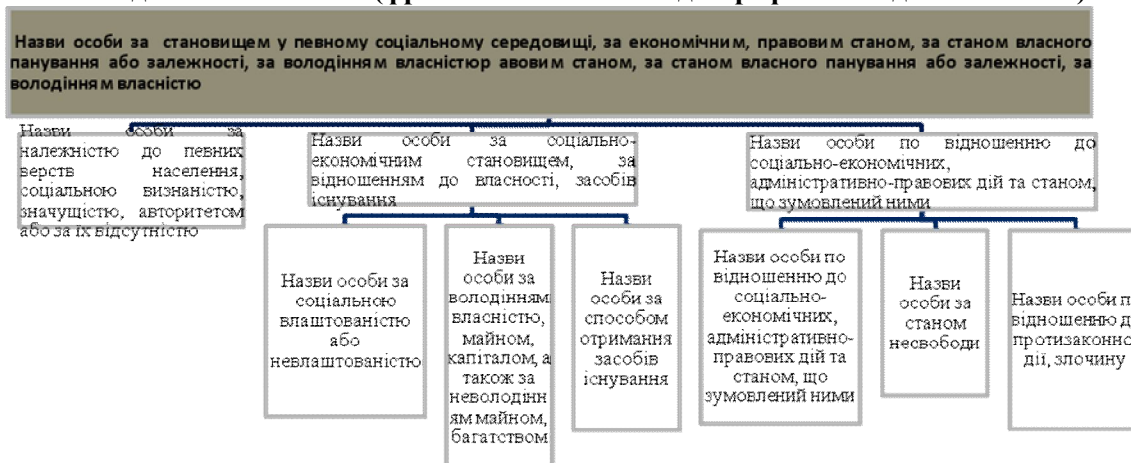 Назви особи за становищем у певному соціальному середовищі, за економічним, правовим станом, за станом власного
панування або залежності, за володінням власністюр авовим станом, за станом власного панування або залежності, за
володінням власністю
Назви особи за
належністю до певних
верств населення,
соціальною визнаністю,
значущістю, авторитетом
або за їх відсутністю
Назви особи за соціально-
економічним становищем, за
відношенням до власності, засобів
існування
Назви особи по відношенню до
соціально-економічних,
адміністративно-правових дій та станом,
що зумовлений ними
Назви особи за
соціальною
влаштованістю
або
невлаштованістю
Назви
особи за
володінням
власністю,
майном,
капіталом, а
також за
неволодінн
ям майном,
багатством
Назви
особи за
способом
отримання
засобів
існування
Назви особи по
відношенню до
соціально-
економічних,
адміністративно-
правових дій та
станом, що
зумовлений ними
Назви
особи за
станом
несвободи
Назви особи п
відношенню д
протизаконно
дії, злочину